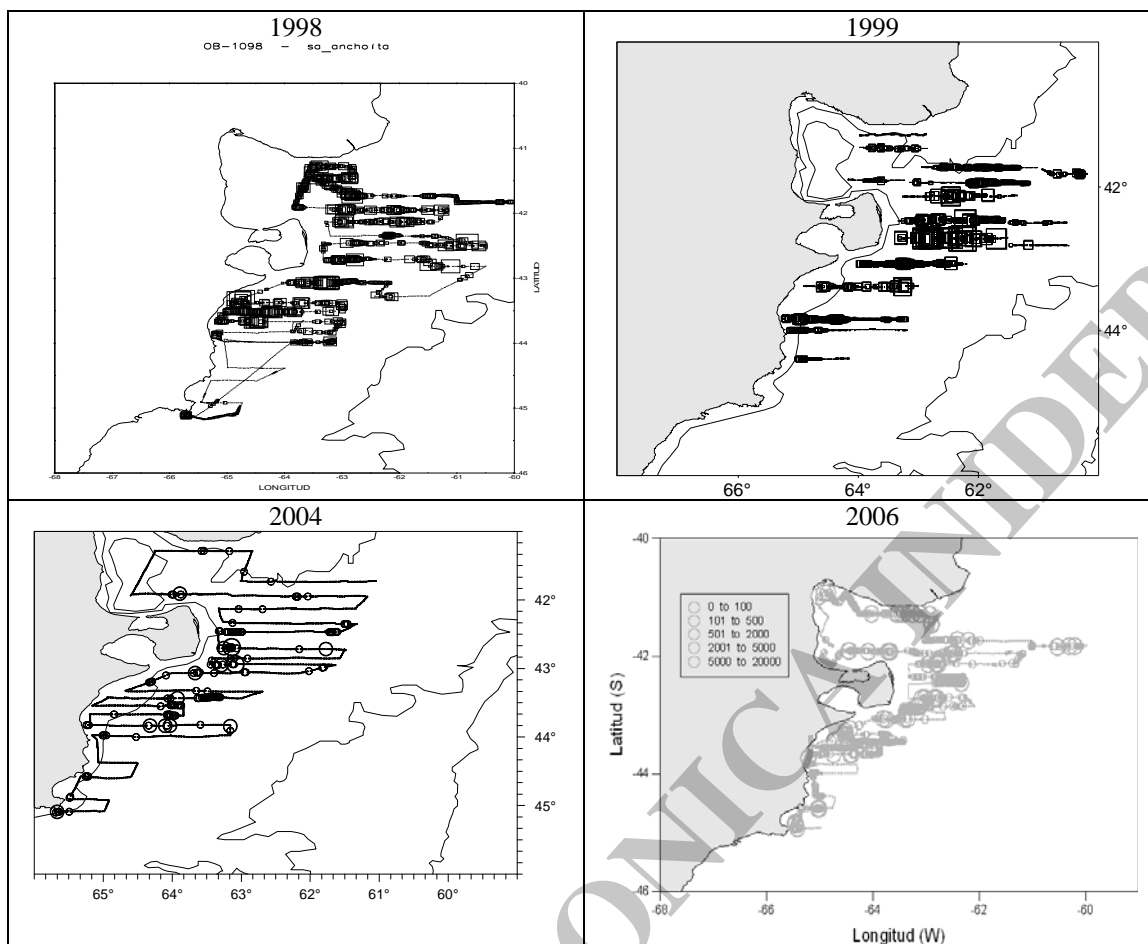 1998
OB-1098 - sa_anchoita
40
41
42
43
44
45
46
LATITUD
-68 -67 -66 -65 -64 -63 -62 -61 -60
LONGITUD
1999
42°
44°
66° 64° 62°
2004
42°
43°
44°
45°
65° 64° 63° 62° 61° 60°
2006
-40
-42
-44
-46
Latitud (S)
0 to 100
101 to 500
501 to 2000
2001 to 5000
5000 to 20000
-68 -66 -64 -62 -60
Longitud (W)
ONICA INIDEP